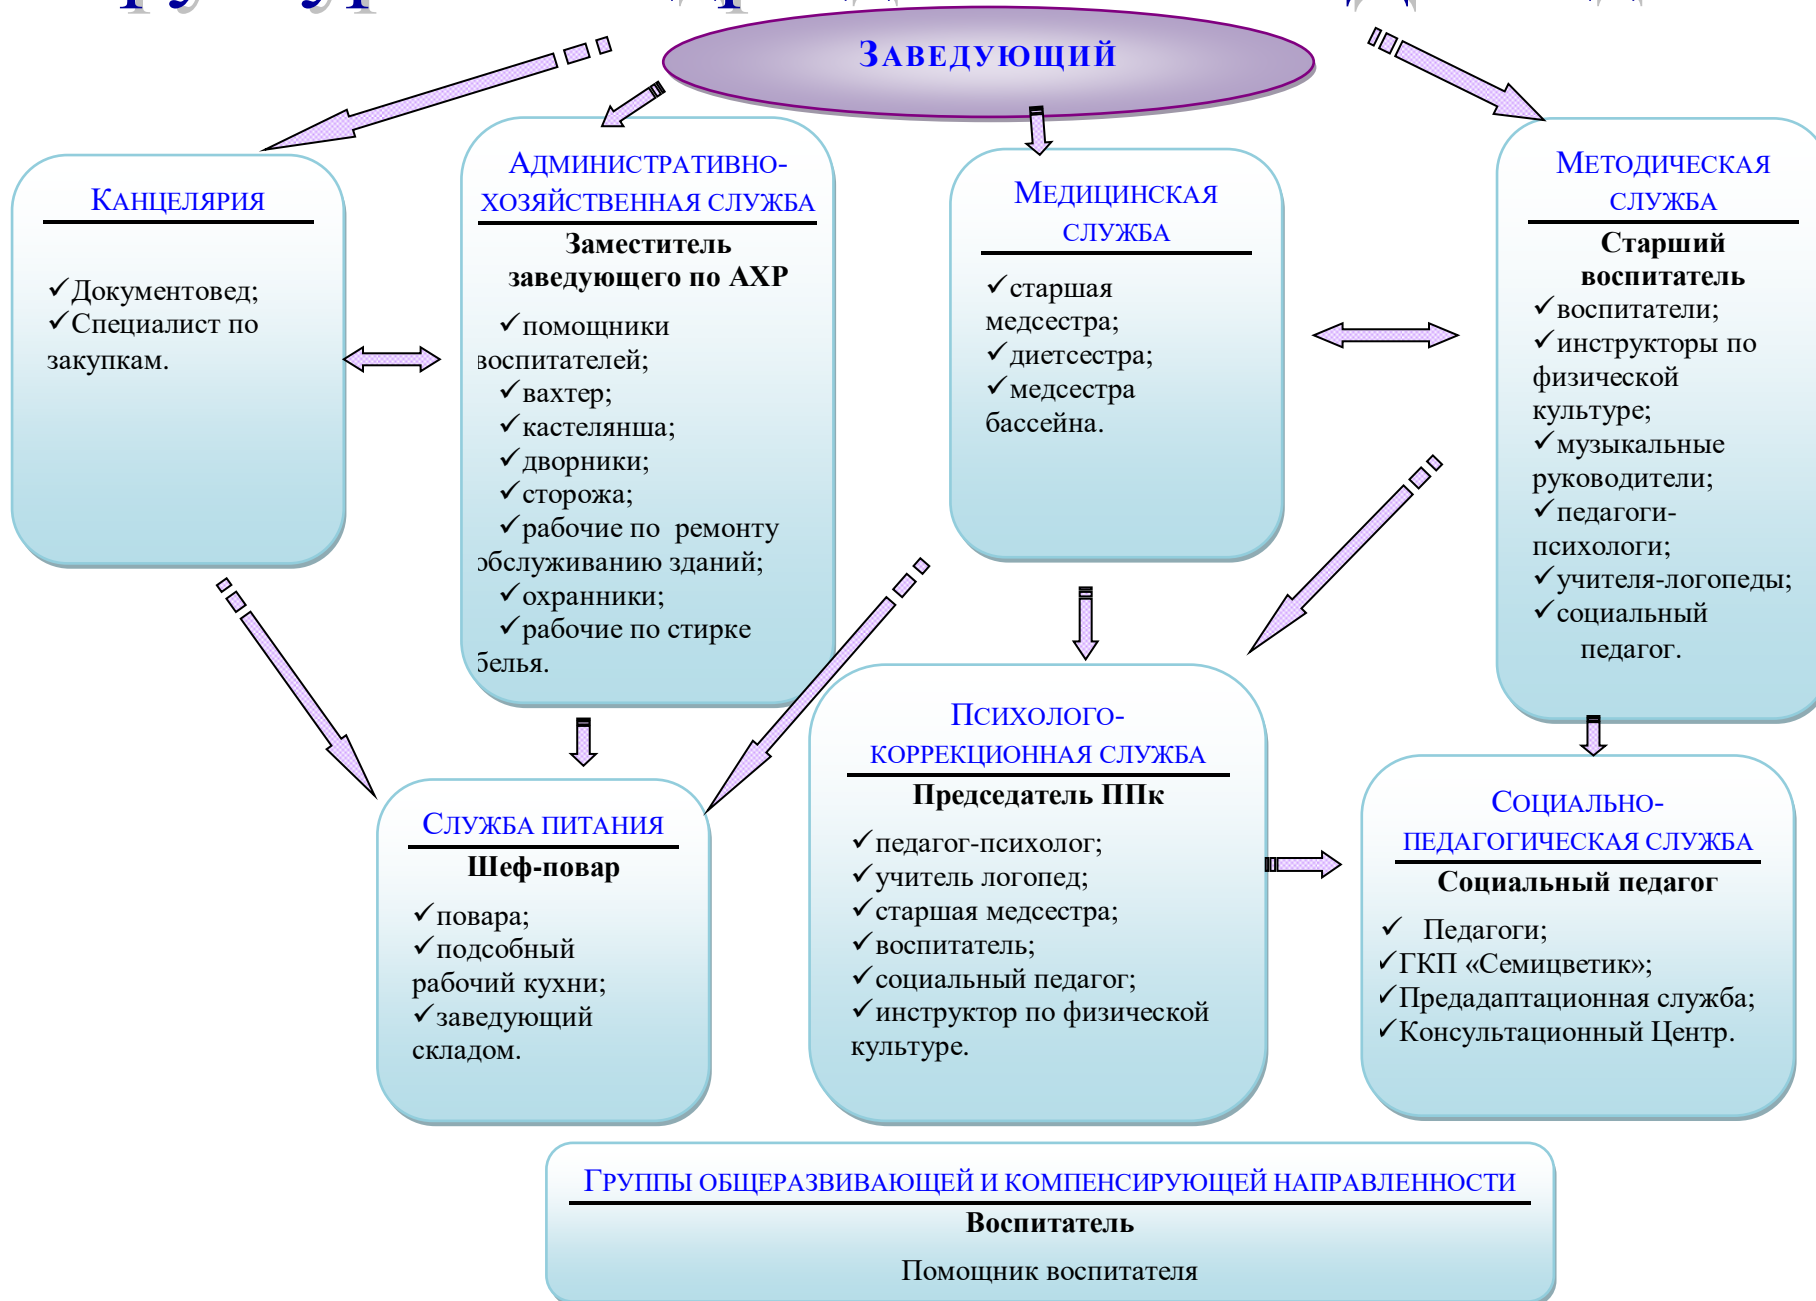 ЗАВЕДУЮЩИЙ
КАНЦЕЛЯРИЯ
✓Документовед;
✓Специалист по
закупкам.
АДМИНИСТРАТИВНО-
ХОЗЯЙСТВЕННАЯ СЛУЖБА
Заместитель
заведующего по АХР
✓помощники
воспитателей;
✓вахтер;
✓кастелянша;
✓дворники;
✓сторожа;
✓рабочие по ремонту
обслуживанию зданий;
✓охранники;
✓рабочие по стирке
белья.
МЕДИЦИНСКАЯ
СЛУЖБА
✓старшая
медсестра;
✓диетсестра;
✓медсестра
бассейна.
МЕТОДИЧЕСКАЯ
СЛУЖБА
Старший
воспитатель
✓воспитатели;
✓инструкторы по
физической
культуре;
✓музыкальные
руководители;
✓педагоги-
психологи;
✓учителя-логопеды;
✓социальный
педагог.
СЛУЖБА ПИТАНИЯ
Шеф-повар
✓повара;
✓подсобный
рабочий кухни;
✓заведующий
складом.
ПСИХОЛОГО-
КОРРЕКЦИОННАЯ СЛУЖБА
Председатель ППк
✓педагог-психолог;
✓учитель логопед;
✓старшая медсестра;
✓воспитатель;
✓социальный педагог;
✓инструктор по физической
культуре.
СОЦИАЛЬНО-
ПЕДАГОГИЧЕСКАЯ СЛУЖБА
Социальный педагог
✓ Педагоги;
✓ГКП «Семицветик»;
✓Предадаптационная служба;
✓Консультационный Центр.
ГРУППЫ ОБЩЕРАЗВИВАЮЩЕЙ И КОМПЕНСИРУЮЩЕЙ НАПРАВЛЕННОСТИ
Воспитатель
Помощник воспитателя